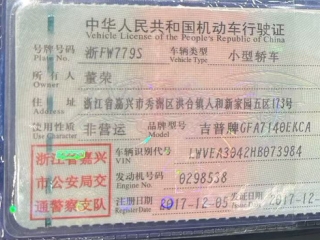 中华人民共和国机动车行驶证
Vehicle License of the People's Republic of China
号牌号码 浙FW779S 车辆类型 小型轿车
Plate No. Vehicle Type
所有人 董荣
Owner
住址 浙江省嘉兴市秀洲区洪合镇人和新家园五区173号
Address
使用性质 非营运 品牌型号 吉普牌GFA7140EKCA
Use Character Model
浙江省嘉兴 车辆识别代号 LWVEA3042HB073984
VIN
市公安局交 发动机号码 0298538
Engine No.
通警察支队 注册日期 2017-12-05 2017-12
Register Date